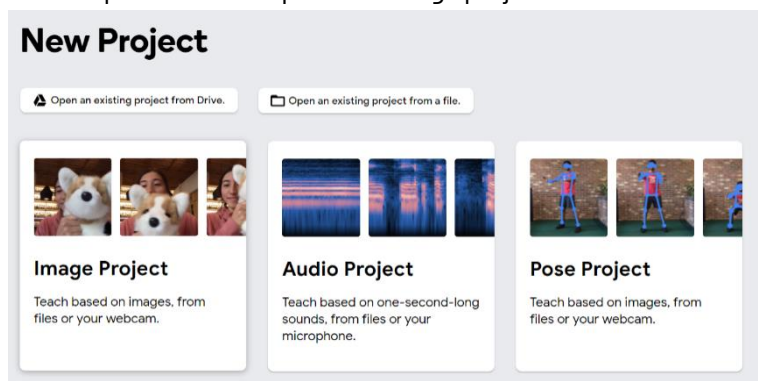 New Project
Open an existing project from Drive.
Open an existing project from a file.
Image Project
Teach based on images, from
files or your webcam.
Audio Project
Teach based on one-second-long
sounds, from files or your
microphone.
Pose Project
Teach based on images, from
files or your webcam.